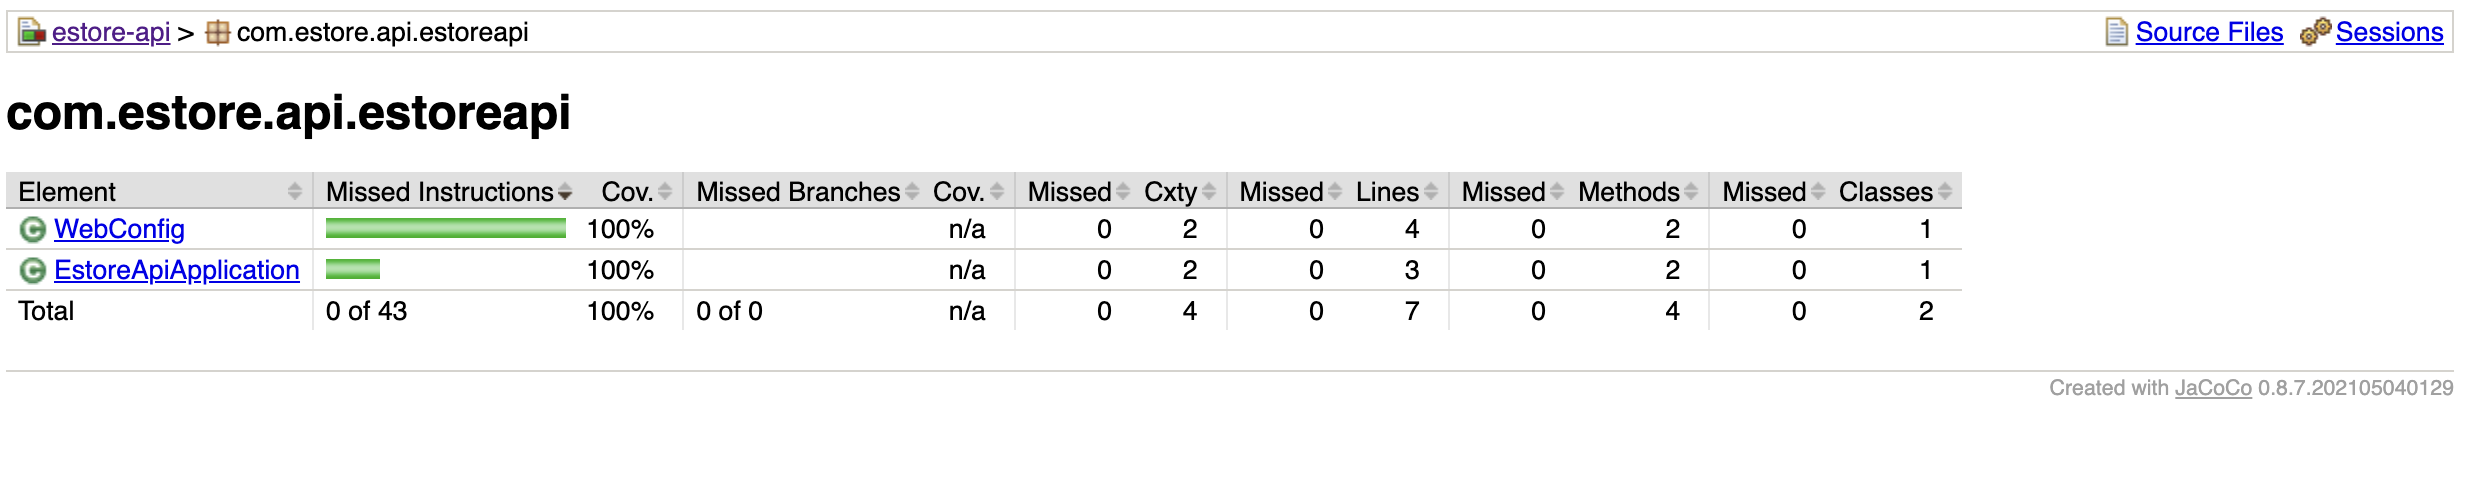 estore-api > com.estore.api.estoreapi Source Files Sessions
com.estore.api.estoreapi
Element Missed Instructions Cov. Missed Branches Cov. Missed Cxty Missed Lines Missed Methods Missed Classes
C WebConfig 100% n/a 0 2 0 4 0 2 0 1
C EstoreApiApplication 100% n/a 0 2 0 3 0 2 0 1
Total 0 of 43 100% 0 of 0 n/a 0 4 0 7 0 4 0 2
Created with JaCoCo 0.8.7.202105040129